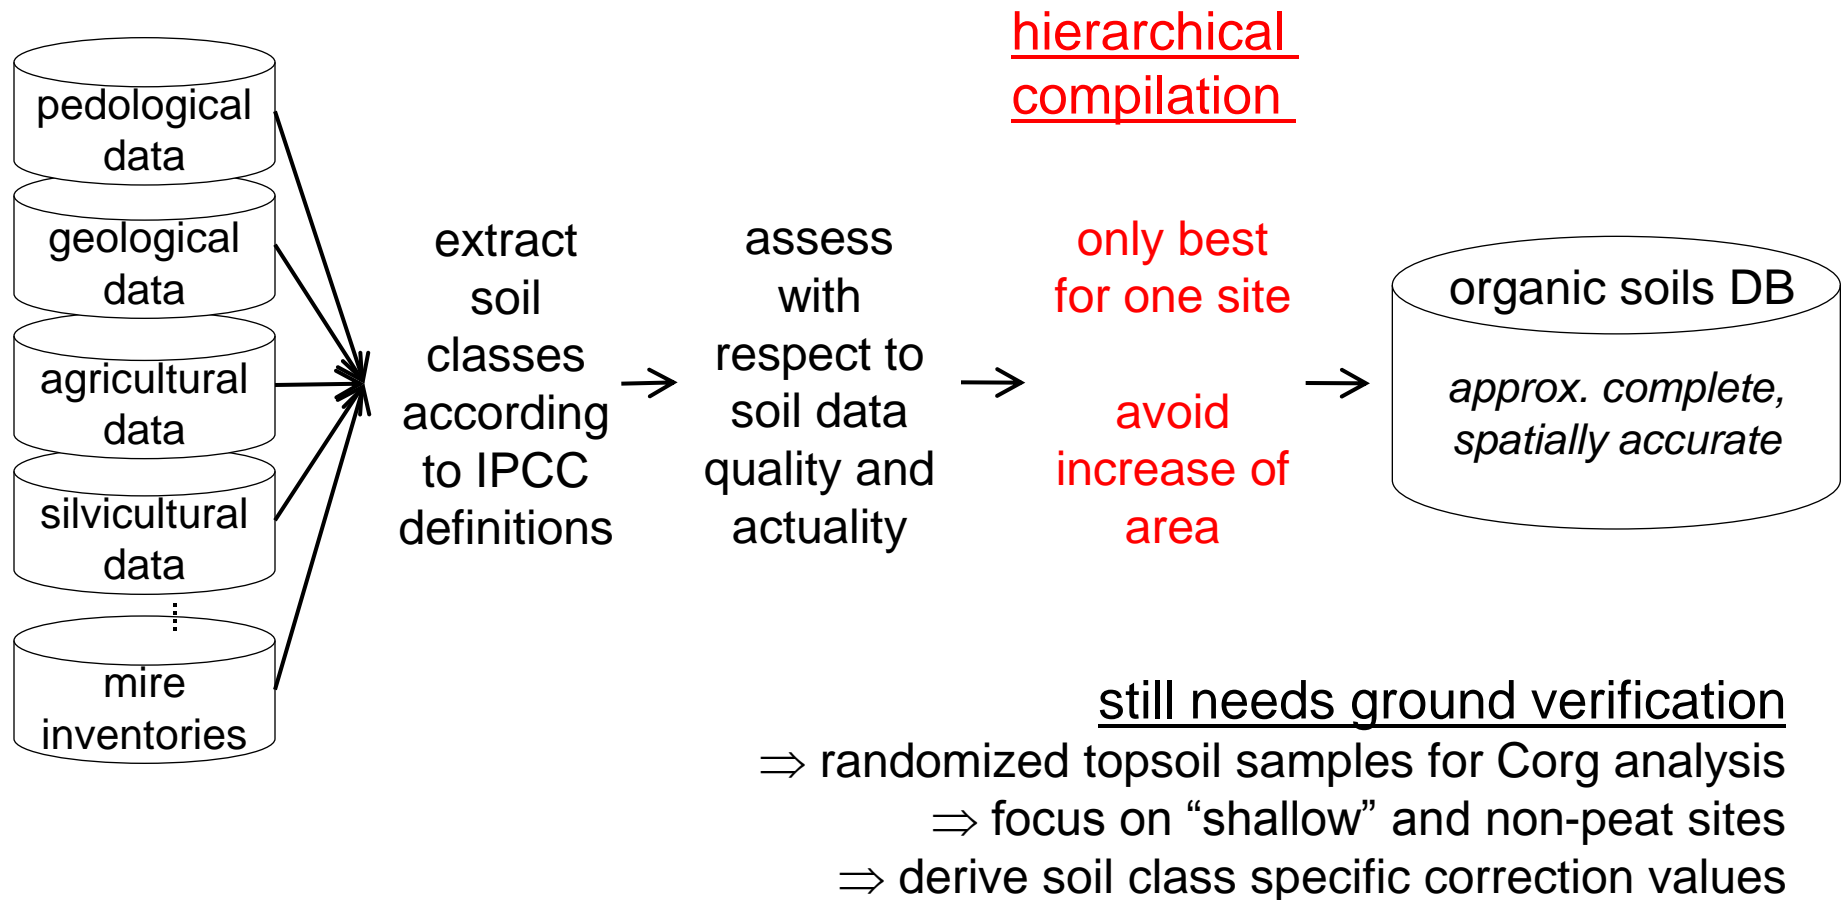 hierarchical
compilation
pedological
data
geological
data
agricultural
data
silvicultural
data
mire
inventories
extract
soil
classes
according
to IPCC
definitions
assess
with
respect to
soil data
quality and
actuality
only best
for one site
avoid
increase of
area
organic soils DB
approx. complete,
spatially accurate
still needs ground verification
⇒ randomized topsoil samples for Corg analysis
⇒ focus on “shallow” and non-peat sites
⇒ derive soil class specific correction values